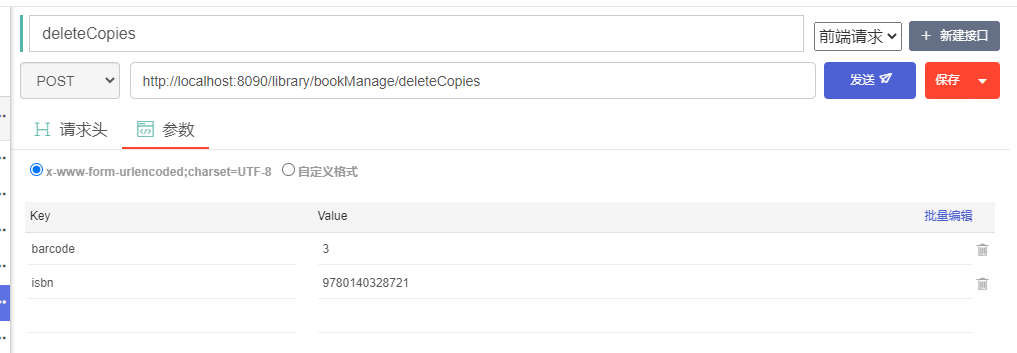 deleteCopies
前端请求
+ 新建接口
POST
http://localhost:8090/library/bookManage/deleteCopies
发送
保存
请求头
参数
x-www-form-urlencoded;charset=UTF-8
自定义格式
Key Value 批量编辑
barcode 3
isbn 9780140328721